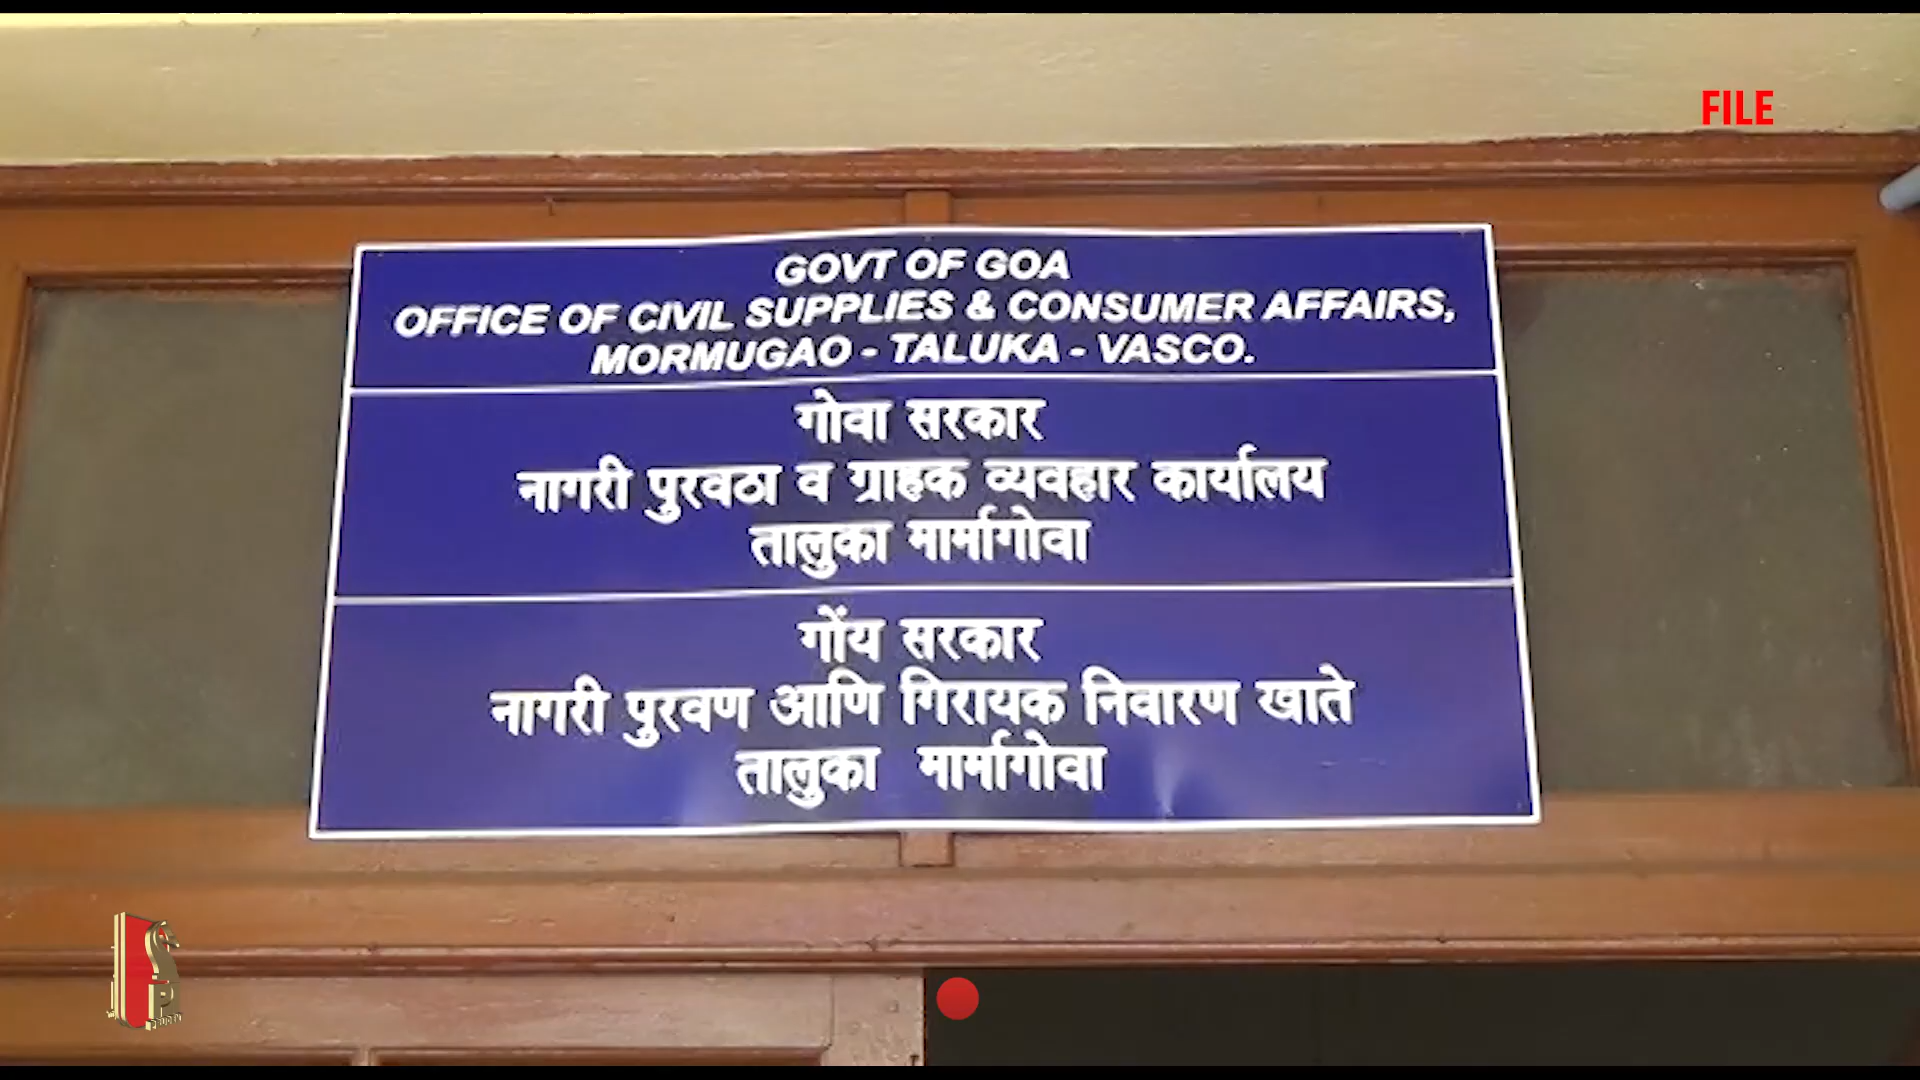 FILE
GOVT OF GOA
OFFICE OF CIVIL SUPPLIES & CONSUMER AFFAIRS,
MORMUGAO - TALUKA - VASCO.
गोवा सरकार
नागरी पुरवठा व ग्राहक व्यवहार कार्यालय
तालुका मार्मागोवा
गोंय सरकार
नागरी पुरवण आणि गिरायक निवारण खाते
तालुका मार्मागोवा